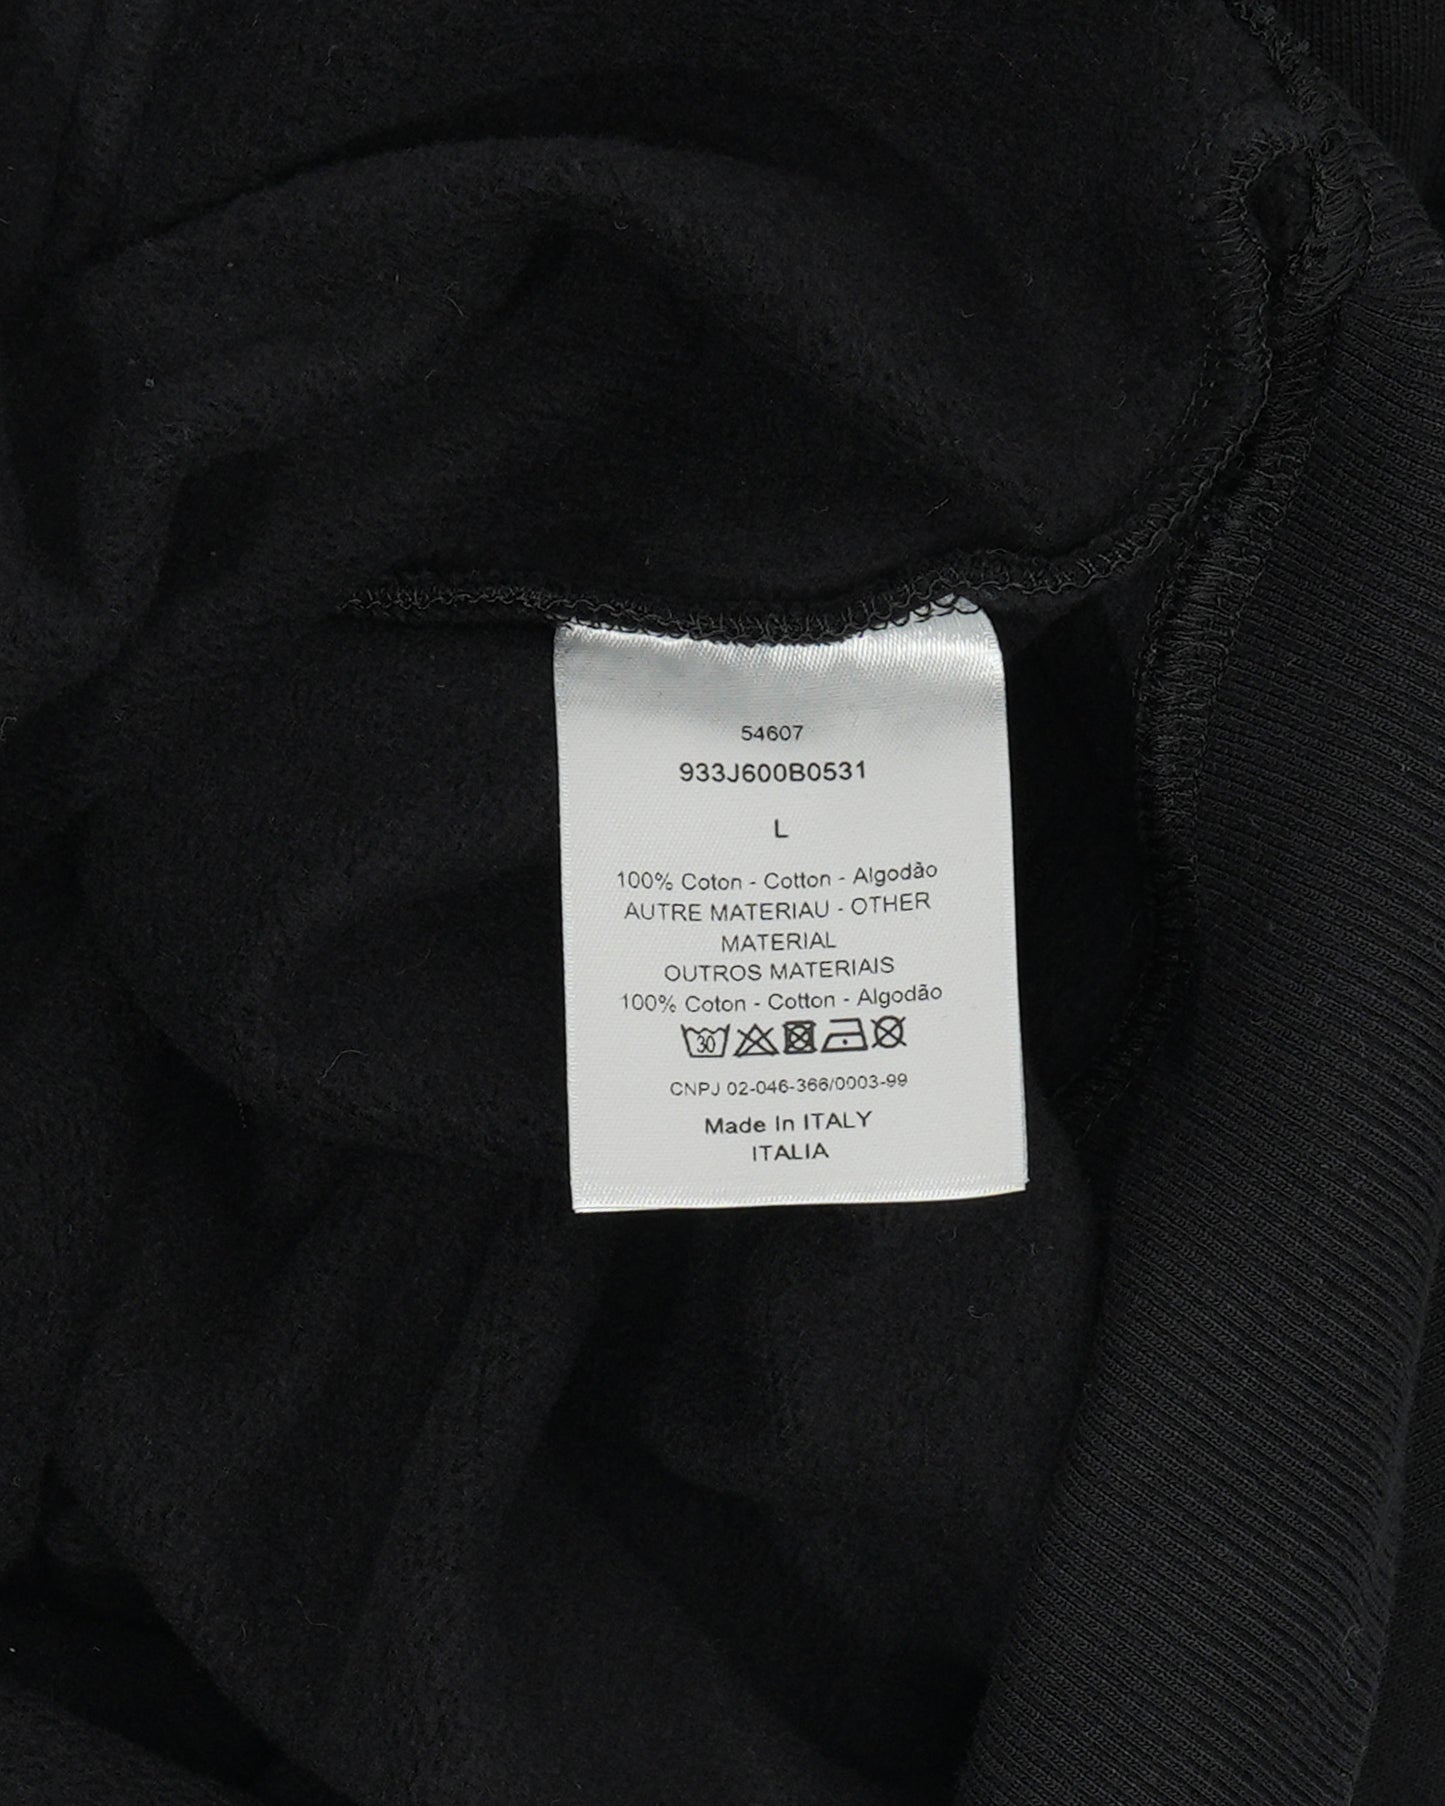 54607
933J600B0531
L
100% Coton - Cotton - Algodão
AUTRE MATERIAU - OTHER
MATERIAL
OUTROS MATERIAIS
100% Coton - Cotton - Algodão
30
CNPJ 02-046-366/0003-99
Made In ITALY
ITALIA